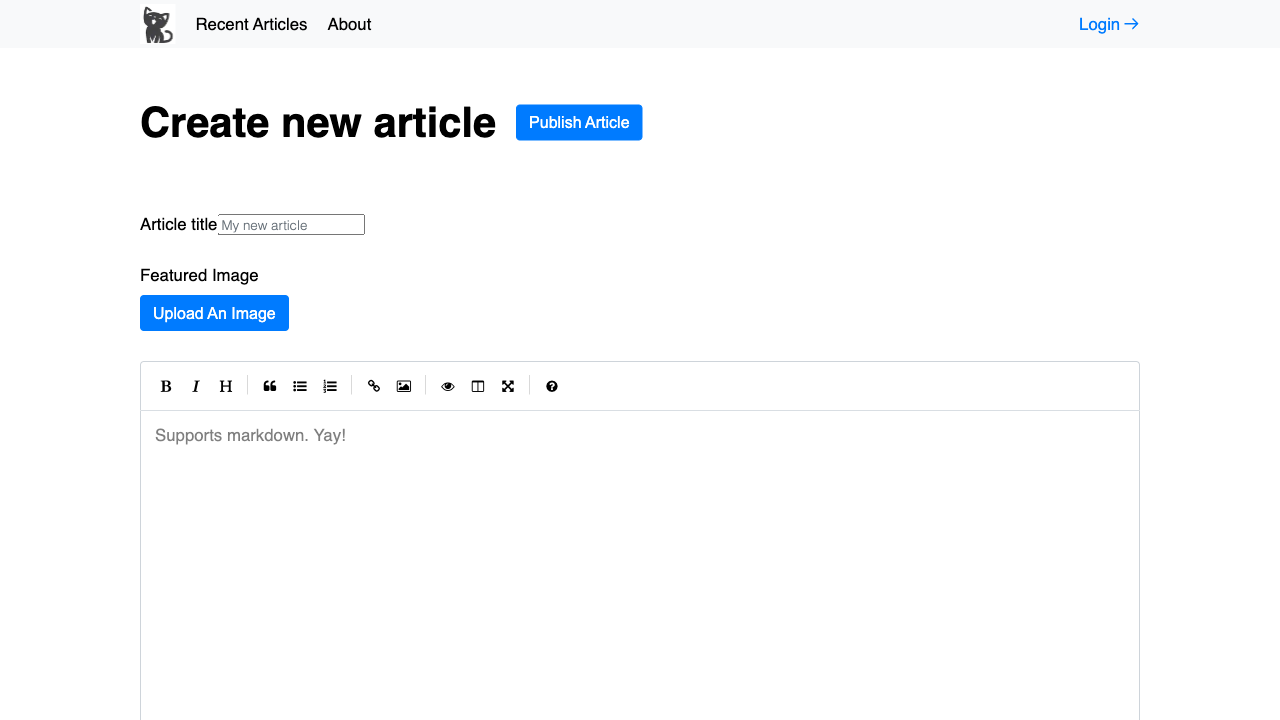 Recent Articles About Login →
Create new article Publish Article
Article title My new article
Featured Image
Upload An Image
B I H
Supports markdown. Yay!